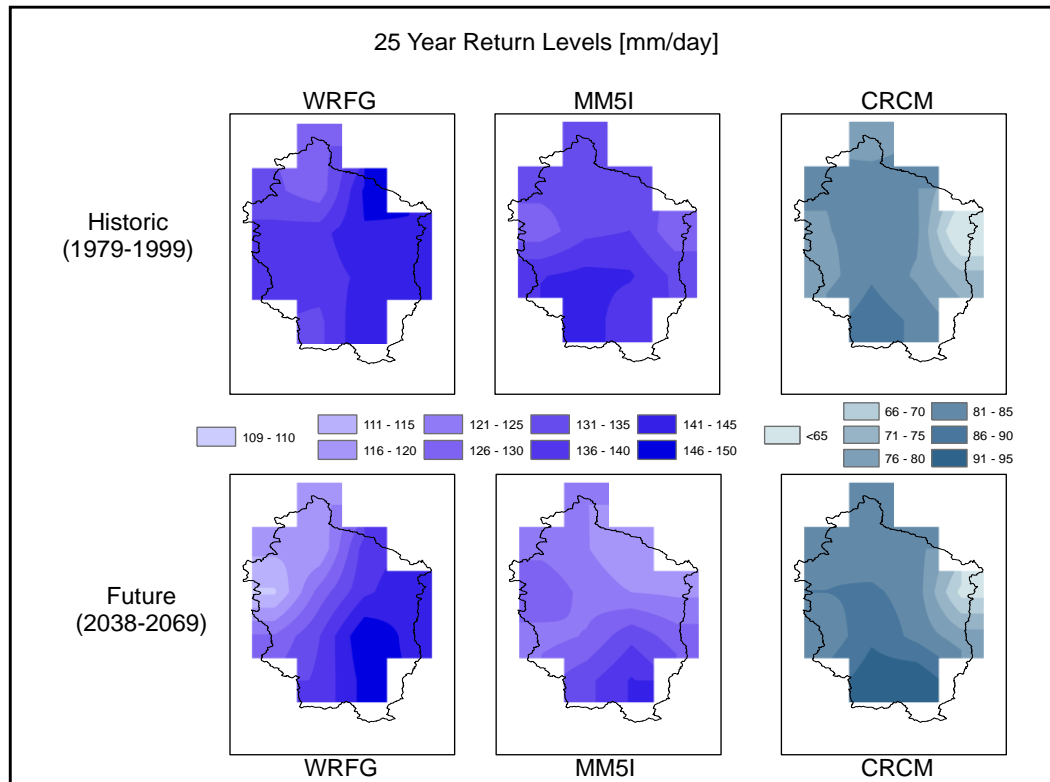 25 Year Return Levels [mm/day]
WRFG
MM5I
CRCM
Historic
(1979-1999)
109 - 110
111 - 115
121 - 125
131 - 135
141 - 145
116 - 120
126 - 130
136 - 140
146 - 150
<65
66 - 70
81 - 85
71 - 75
86 - 90
76 - 80
91 - 95
Future
(2038-2069)
WRFG
MM5I
CRCM